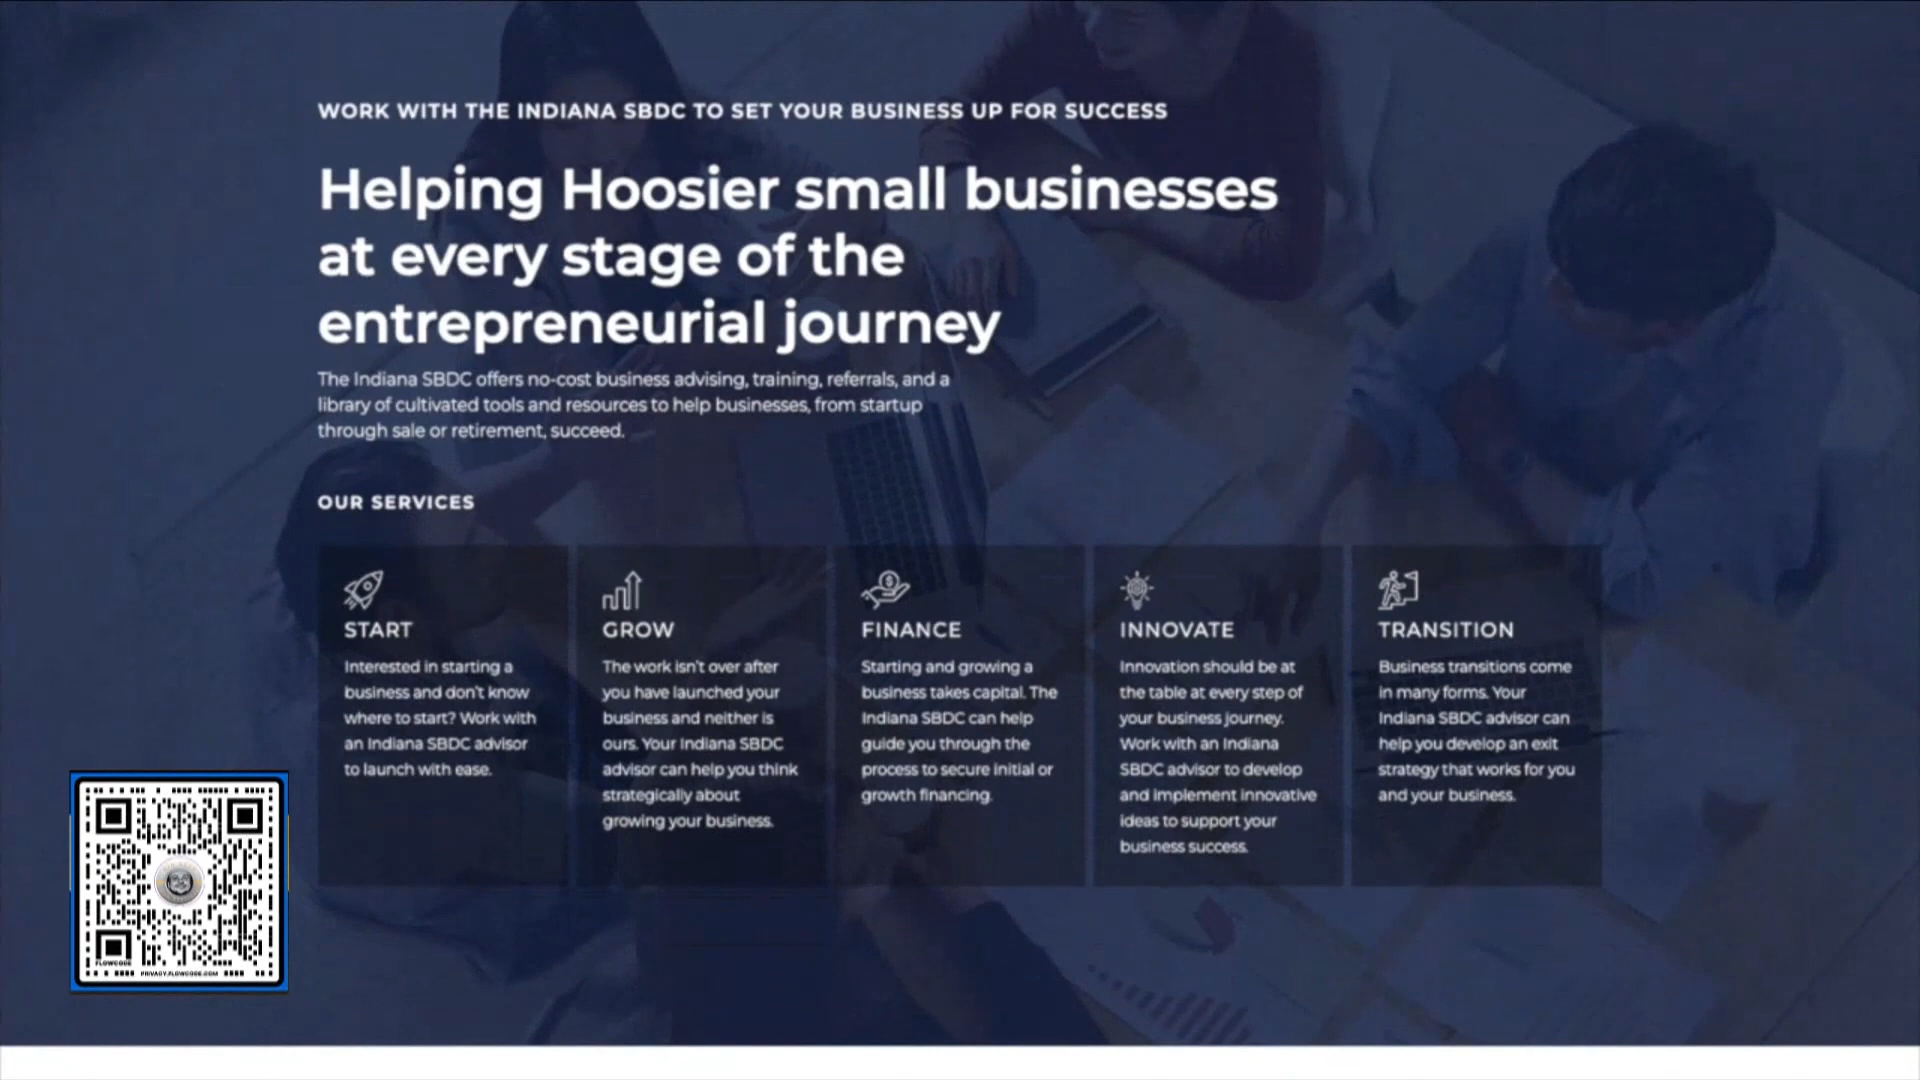 WORK WITH THE INDIANA SBDC TO SET YOUR BUSINESS UP FOR SUCCESS
Helping Hoosier small businesses
at every stage of the
entrepreneurial journey
The Indiana SBDC offers no-cost business advising, training, referrals, and a
library of cultivated tools and resources to help businesses, from startup
through sale or retirement, succeed.
OUR SERVICES
START
Interested in starting a
business and don't know
where to start? Work with
an Indiana SBDC advisor
to launch with ease.
GROW
The work isn't over after
you have launched your
business and neither is
ours. Your Indiana SBDC
advisor can help you think
strategically about
growing your business.
FINANCE
Starting and growing a
business takes capital. The
Indiana SBDC can help
guide you through the
process to secure initial or
growth financing.
INNOVATE
Innovation should be at
the table at every step of
your business journey.
Work with an Indiana
SBDC advisor to develop
and implement innovative
ideas to support your
business success.
TRANSITION
Business transitions come
in many forms. Your
Indiana SBDC advisor can
help you develop an exit
strategy that works for you
and your business.
FLOWCODE
PRIVACY.FLOWCODE.COM